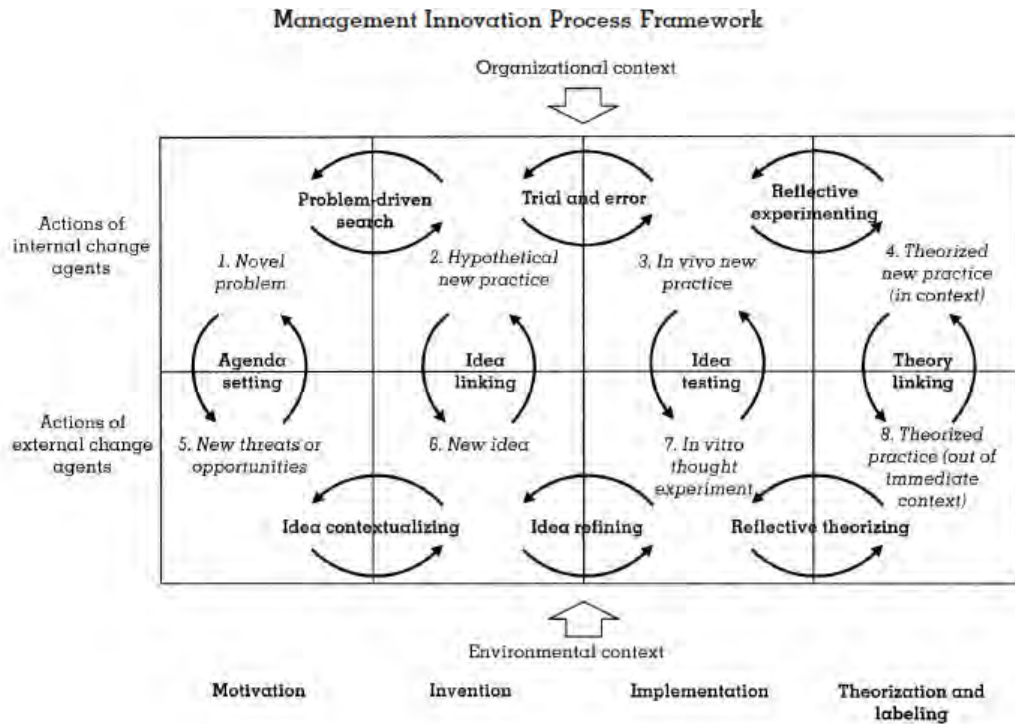 Management Innovation Process Framework
Organizational context
Actions of
internal change
agents
Problem-driven
search
Trial and error
Reflective
experimenting
1. Novel
problem
2. Hypothetical
new practice
3. In vivo new
practice
4. Theorized
new practice
(in context)
Agenda
setting
Idea
linking
Idea
testing
Theory
linking
Actions of
external change
agents
5. New threats or
opportunities
6. New idea
7. In vitro
thought
experiment
8. Theorized
practice (out of
immediate
context)
Idea contextualizing
Idea refining
Reflective theorizing
Environmental context
Motivation
Invention
Implementation
Theorization and
labeling